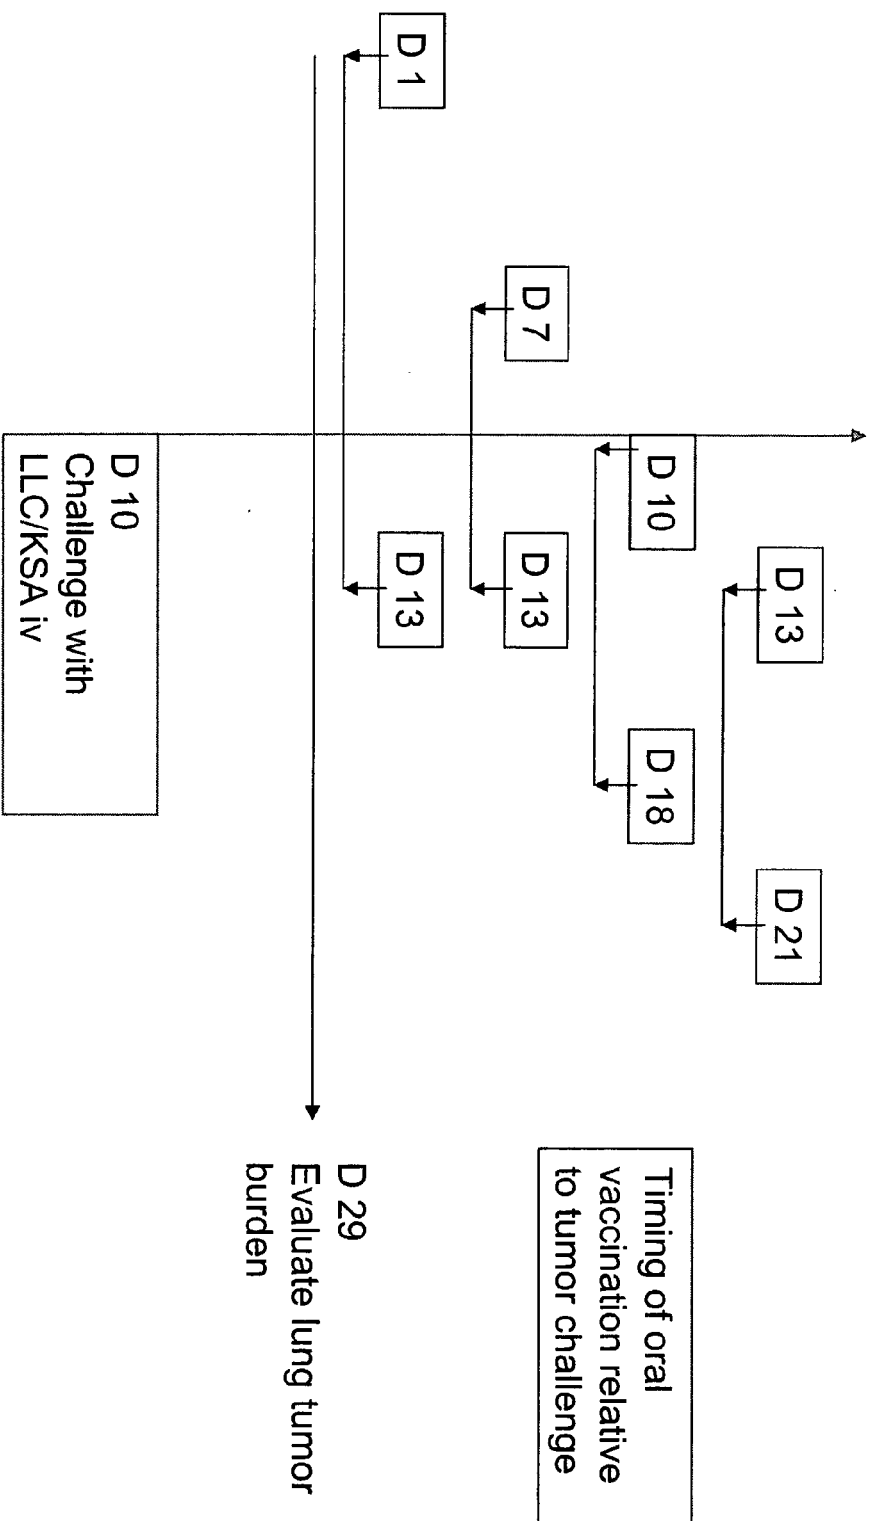 Timing of oral
vaccination relative
to tumor challenge
D 13
D 21
D 10
D 18
D 7
D 13
D 1
D 13
D 29
Evaluate lung tumor
burden
D 10
Challenge with
LLC/KSA iv